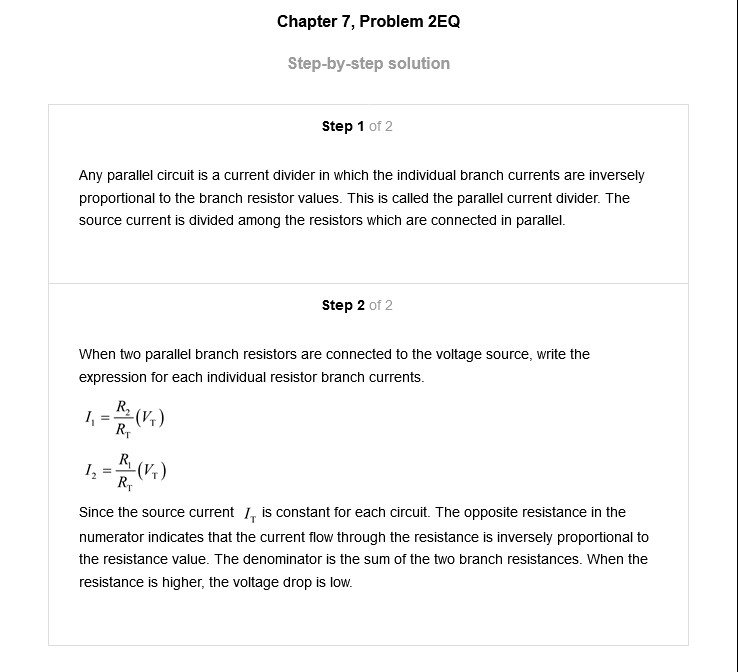 Chapter 7, Problem 2EQ
Step-by-step solution
Step 1 of 2
Any parallel circuit is a current divider in which the individual branch currents are inversely
proportional to the branch resistor values. This is called the parallel current divider. The
source current is divided among the resistors which are connected in parallel.
Step 2 of 2
When two parallel branch resistors are connected to the voltage source, write the
expression for each individual resistor branch currents.
I₁ = R₂/R_T (V_T)
I₂ = R₁/R_T (V_T)
Since the source current I_T is constant for each circuit. The opposite resistance in the
numerator indicates that the current flow through the resistance is inversely proportional to
the resistance value. The denominator is the sum of the two branch resistances. When the
resistance is higher, the voltage drop is low.